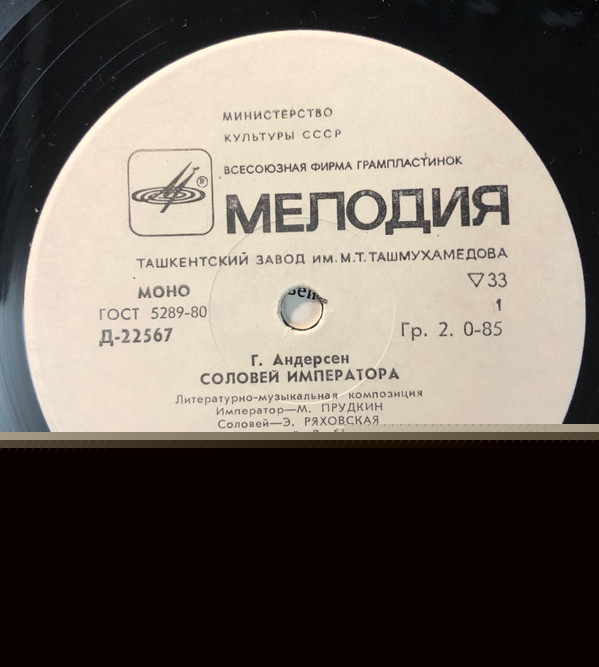 МИНИСТЕРСТВО
КУЛЬТУРЫ СССР
ВСЕСОЮЗНАЯ ФИРМА ГРАМПЛАСТИНОК
®
МЕЛОДИЯ
ТАШКЕНТСКИЙ ЗАВОД ИМ. М.Т. ТАШМУХАМЕДОВА
МОНО
▽33
ГОСТ 5289-80
1
Д-22567
Гр. 2. 0-85
Г. Андерсен
СОЛОВЕЙ ИМПЕРАТОРА
Литературно-музыкальная композиция
Император—М. ПРУДКИН
Соловей—Э. РЯХОВСКАЯ